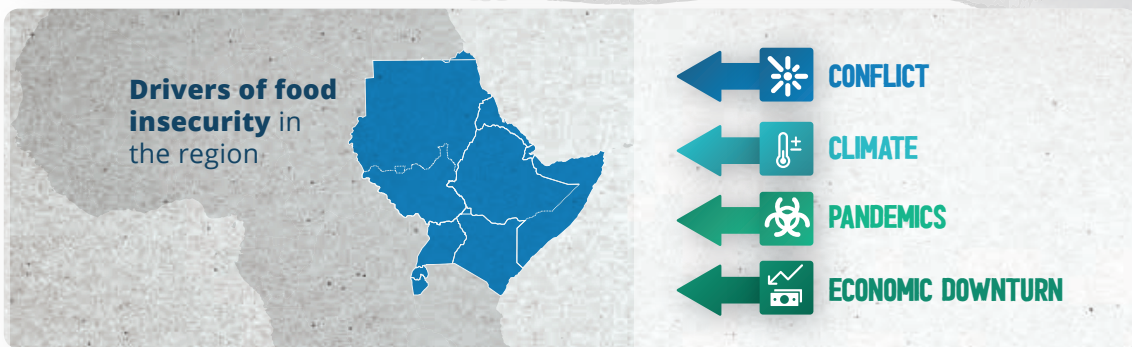 Drivers of food
insecurity in
the region
CONFLICT
CLIMATE
PANDEMICS
ECONOMIC DOWNTURN